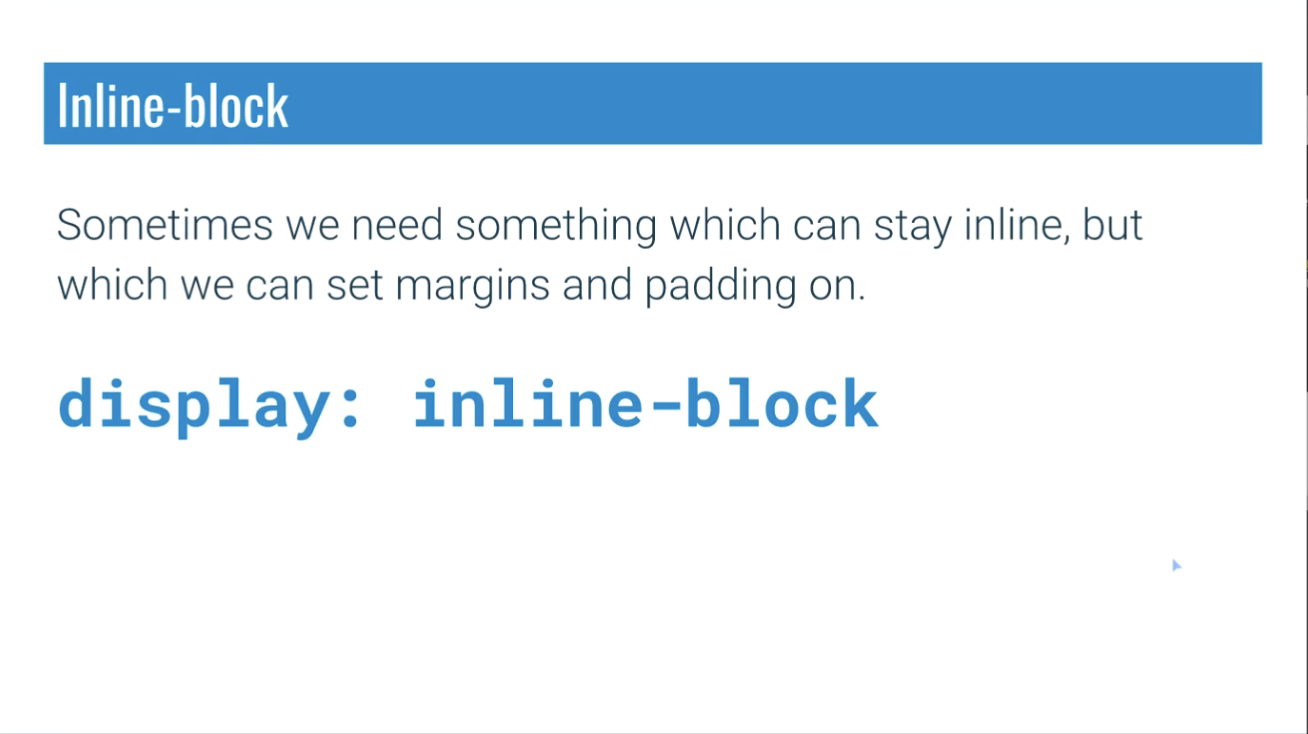 Inline-block
Sometimes we need something which can stay inline, but
which we can set margins and padding on.
display: inline-block